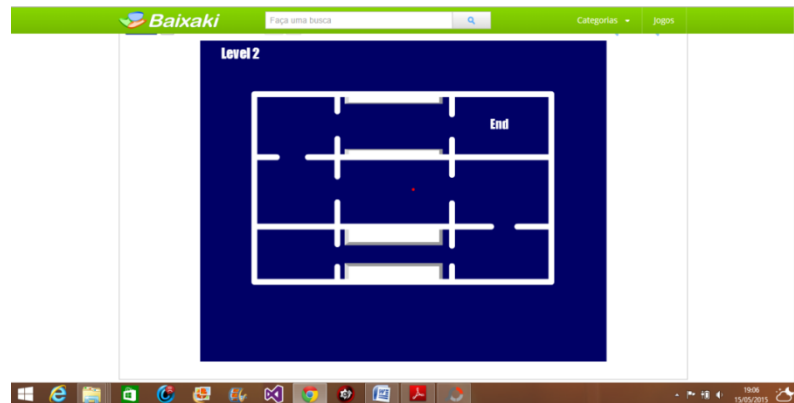 Baixaki
Faça uma busca
Categorias
Jogos
Level 2
End
19:06
15/05/2015